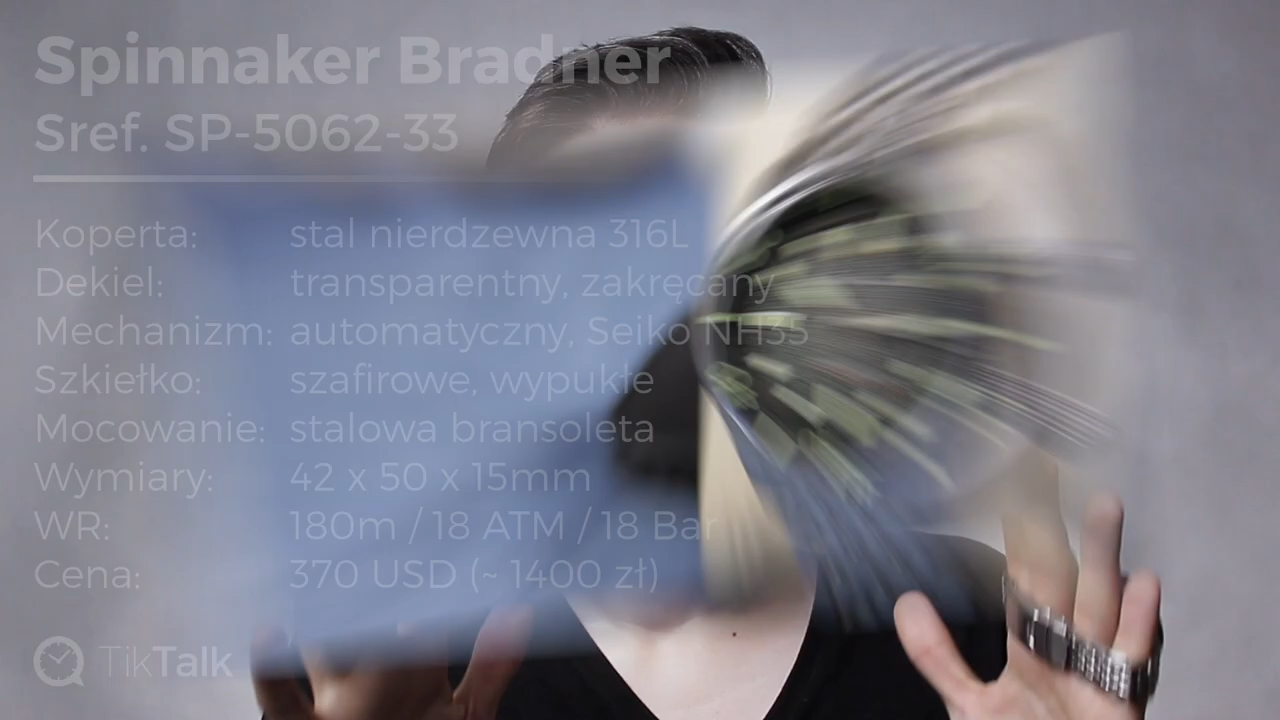 Spinnaker Bradner
Sref. SP-5062-33
Koperta: stal nierdzewna 316L
Dekiel: transparentny, zakręcany
Mechanizm: automatyczny, Seiko NH35
Szkiełko: szafirowe, wypukłe
Mocowanie: stalowa bransoleta
Wymiary: 42 x 50 x 15mm
WR: 180m / 18 ATM / 18 Bar
Cena: 370 USD (~ 1400 zł)
TikTalk